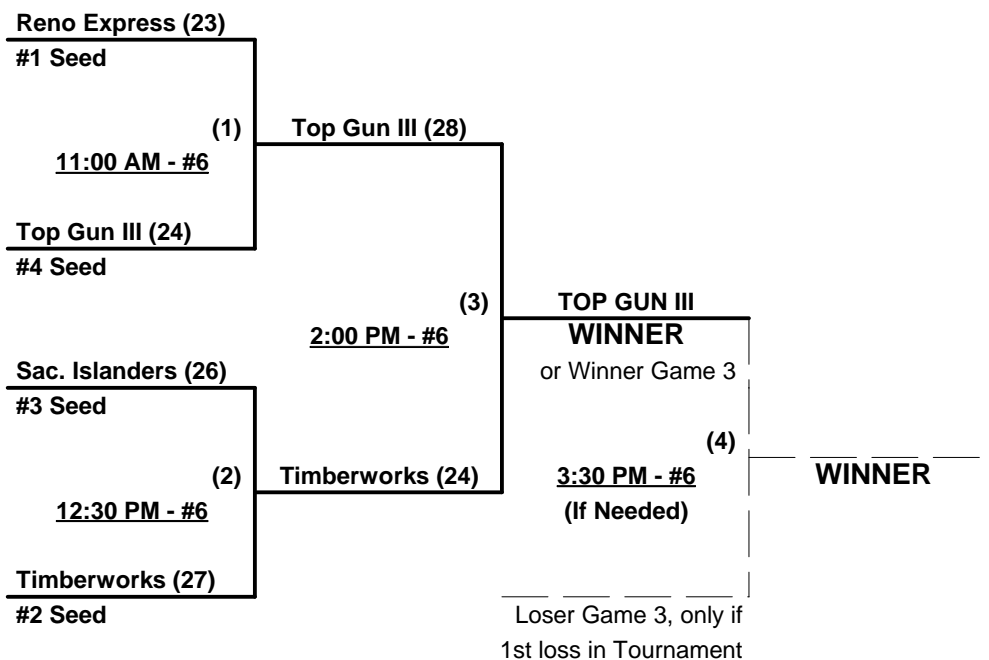 Reno Express (23)
#1 Seed
(1)
Top Gun III (28)
11:00 AM - #6
Top Gun III (24)
#4 Seed
(3)
TOP GUN III
2:00 PM - #6
WINNER
or Winner Game 3
Sac. Islanders (26)
#3 Seed
(4)
(2)
Timberworks (24)
3:30 PM - #6
WINNER
12:30 PM - #6
(If Needed)
Timberworks (27)
#2 Seed
Loser Game 3, only if
1st loss in Tournament